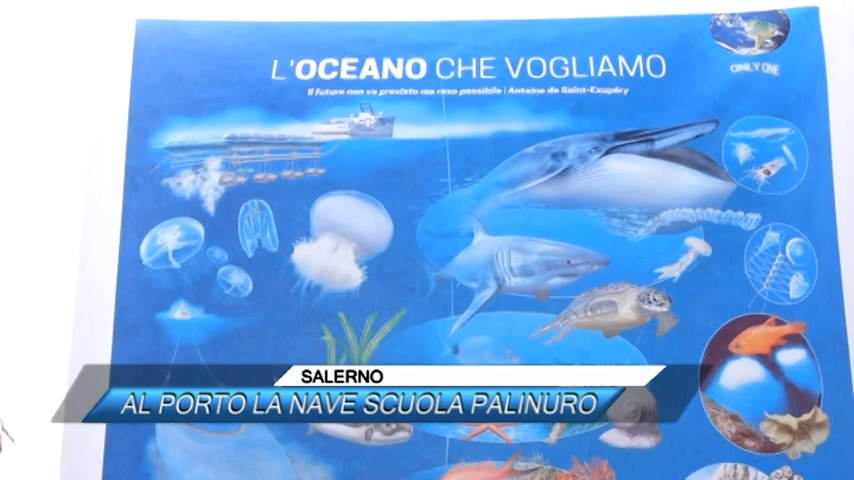 L'OCEANO CHE VOGLIAMO
Il futuro non va previsto ma reso possibile | Antoine de Saint-Exupéry
ONLY ONE
SALERNO
AL PORTO LA NAVE SCUOLA PALINURO